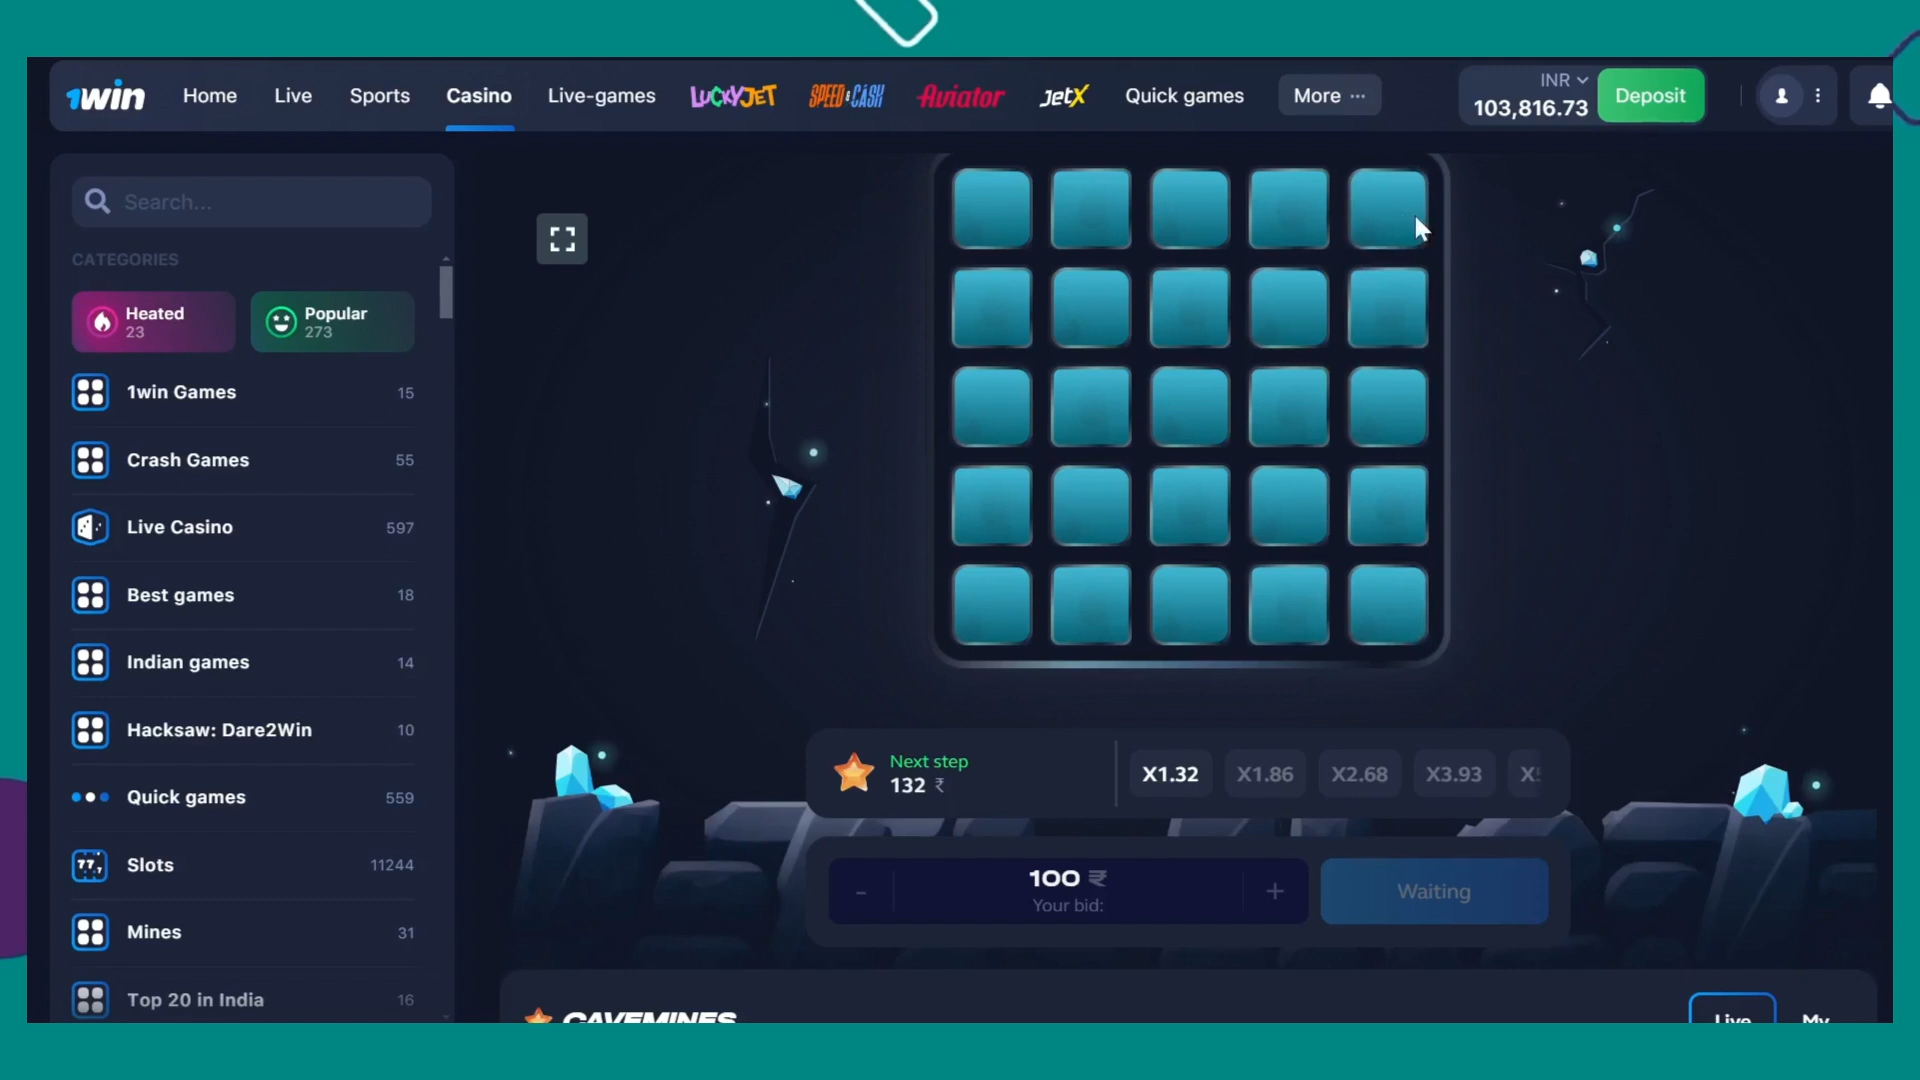 1win
Home
Live
Sports
Casino
Live-games
LUCKYJET
SPEED & CASH
Aviator
JetX
Quick games
More ...
INR
103,816.73
Deposit
Search...
CATEGORIES
Heated
23
Popular
273
1win Games 15
Crash Games 55
Live Casino 597
Best games 18
Indian games 14
Hacksaw: Dare2Win 10
Quick games 559
Slots 11244
Mines 31
Top 20 in India 16
Next step
132 ₹
X1.32
X1.86
X2.68
X3.93
-
100 ₹
Your bid:
+
Waiting
CAVEMINES
Live
My